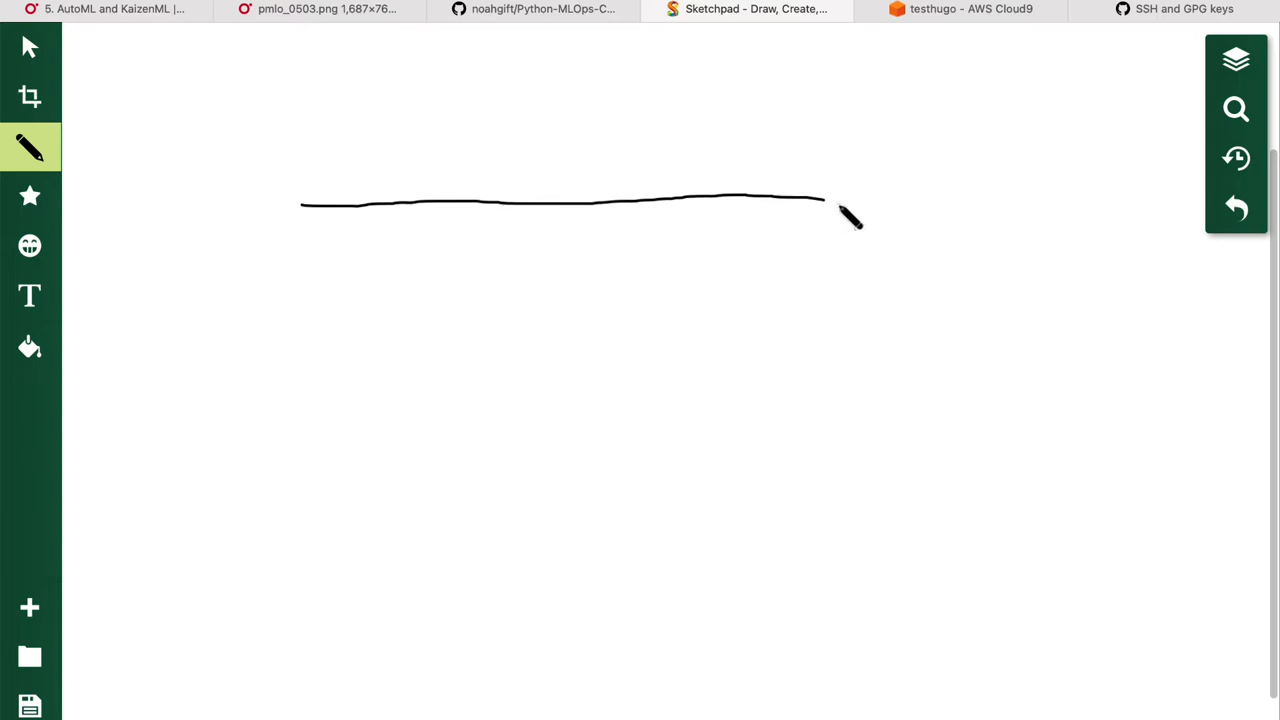 5. AutoML and KaizenML |...
pmlo_0503.png 1,687×76...
noahgift/Python-MLOps-C...
Sketchpad - Draw, Create,...
testhugo - AWS Cloud9
SSH and GPG keys
T